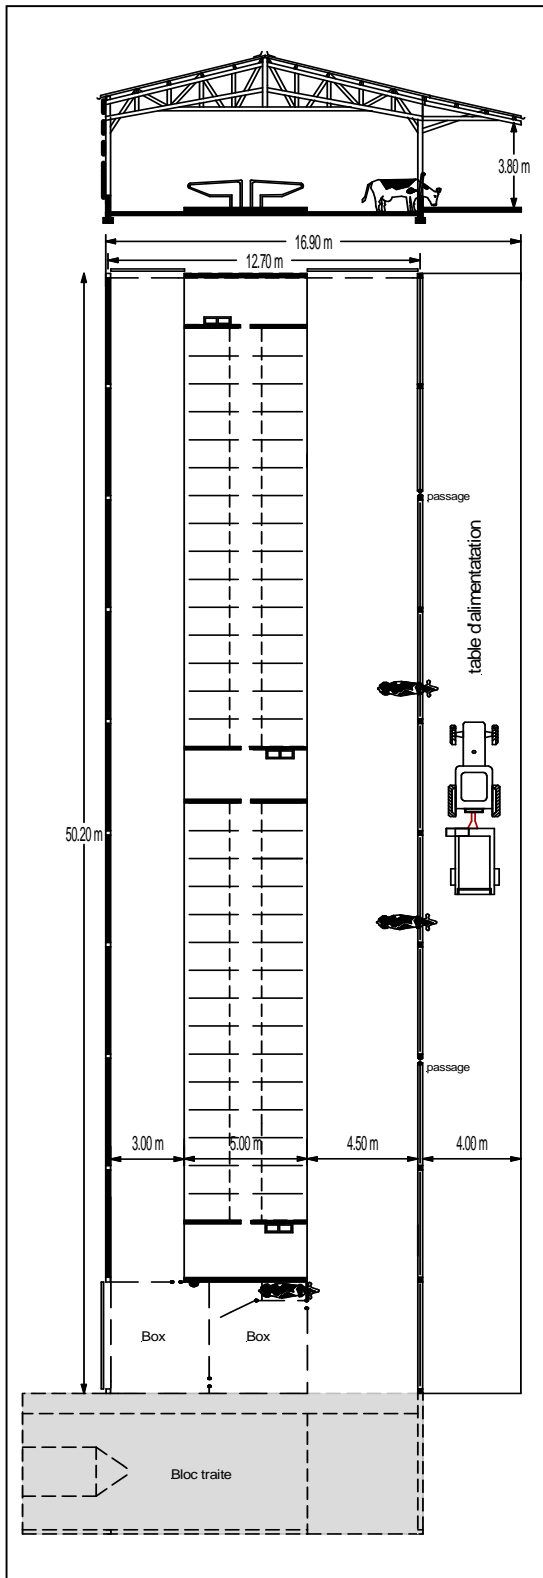 3.80 m
16.90 m
12.70 m
passage
table d'alimentatation
50.20 m
passage
3.00 m
5.00 m
4.50 m
4.00 m
Box
Box
Bloc traite